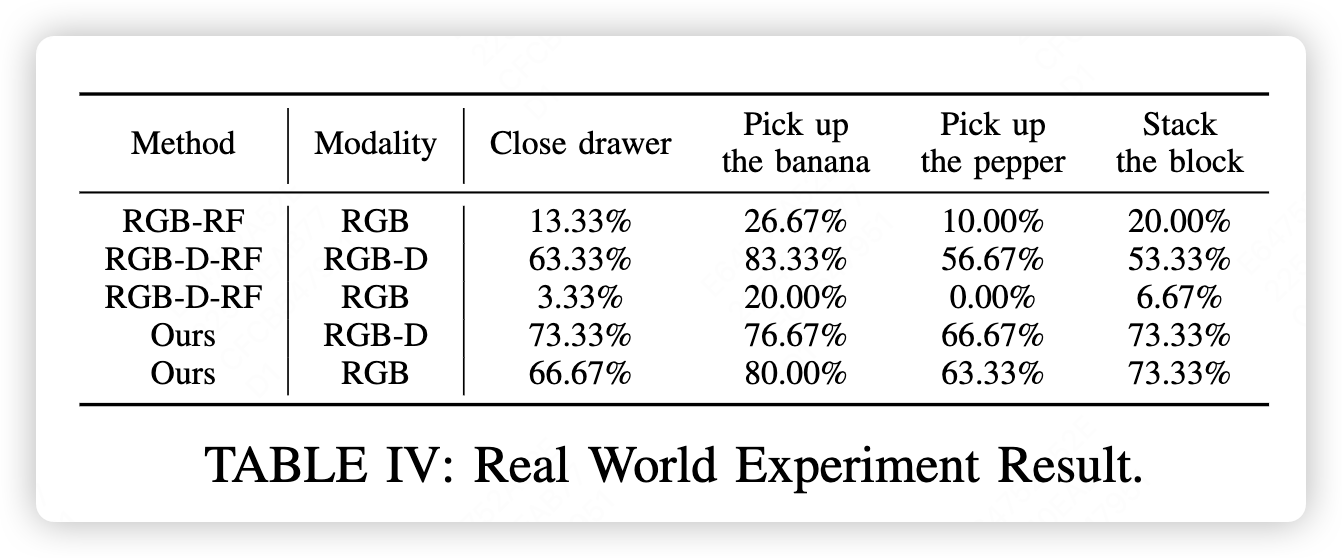 Method Modality Close drawer Pick up the banana Pick up the pepper Stack the block
RGB-RF RGB 13.33% 26.67% 10.00% 20.00%
RGB-D-RF RGB-D 63.33% 83.33% 56.67% 53.33%
RGB-D-RF RGB 3.33% 20.00% 0.00% 6.67%
Ours RGB-D 73.33% 76.67% 66.67% 73.33%
Ours RGB 66.67% 80.00% 63.33% 73.33%
TABLE IV: Real World Experiment Result.